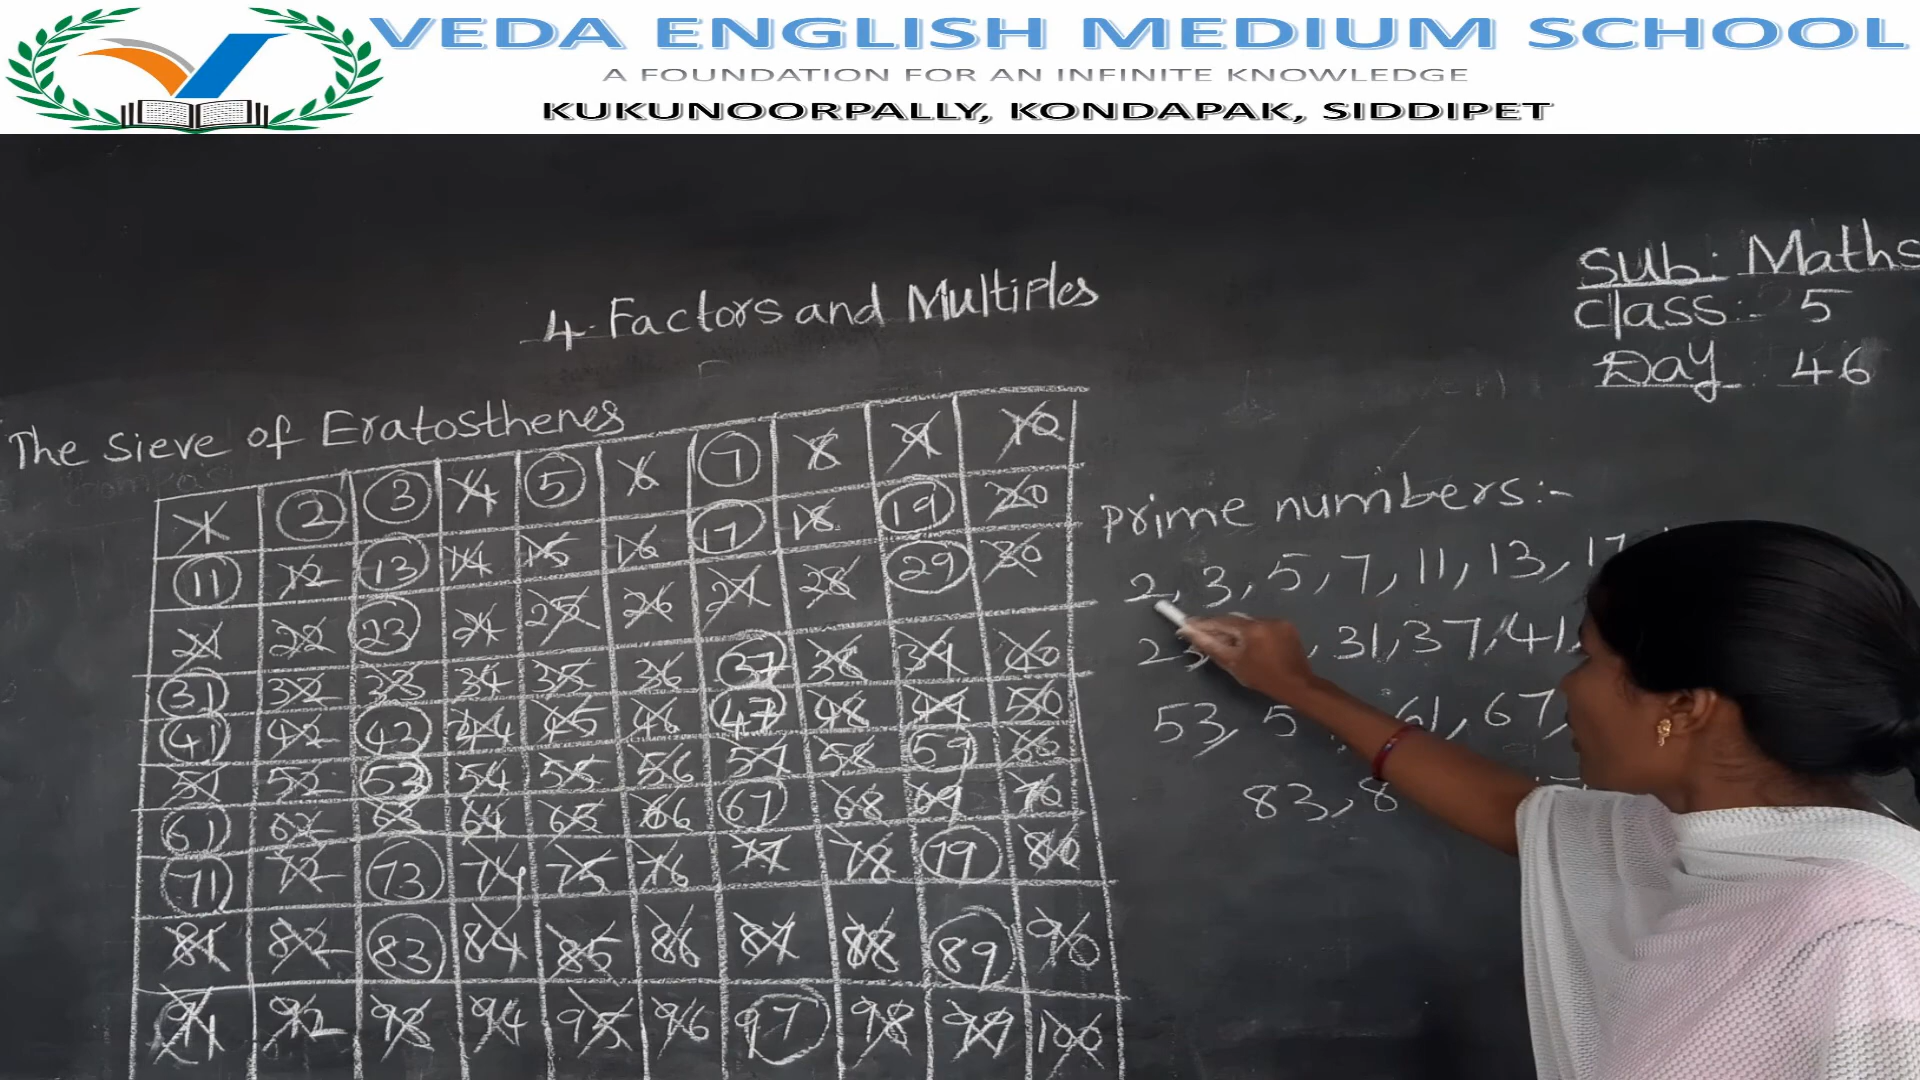 VEDA ENGLISH MEDIUM SCHOOL
A FOUNDATION FOR AN INFINITE KNOWLEDGE
KUKUNOORPALLY, KONDAPAK, SIDDIPET
Sub: Maths
Class: 5
Day 46
4. Factors and Multiples
The Sieve of Eratosthenes
1 2 3 4 5 6 7 8 9 10
11 12 13 14 15 16 17 18 19 20
21 22 23 24 25 26 27 28 29 30
31 32 33 34 35 36 37 38 39 40
41 42 43 44 45 46 47 48 49 50
51 52 53 54 55 56 57 58 59 60
61 62 63 64 65 66 67 68 69 70
71 72 73 74 75 76 77 78 79 80
81 82 83 84 85 86 87 88 89 90
91 92 93 94 95 96 97 98 99 100
Prime numbers:-
2, 3, 5, 7, 11, 13, 17
23, , 31, 37, 41,
53, 5 , 61, 67,
83, 8